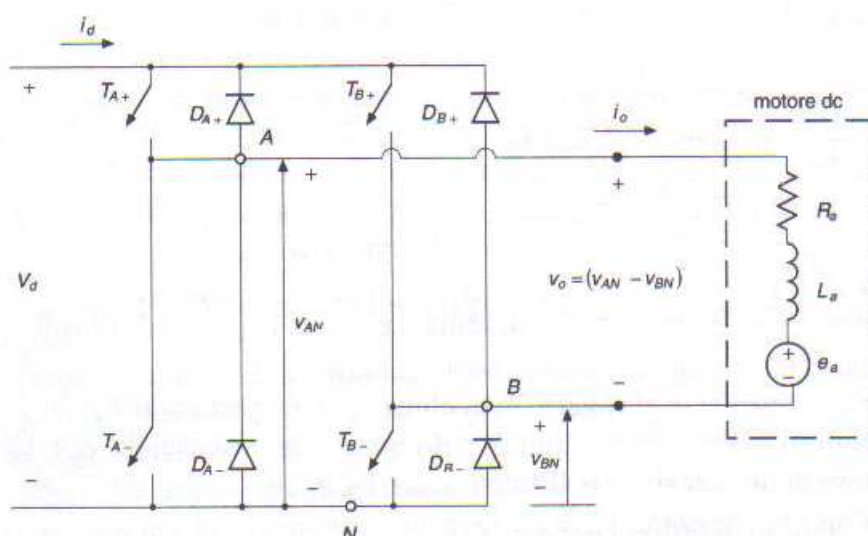 i_d
+
T_A+
D_A+
T_B+
D_B+
A
i_o
motore dc
+
+
R_a
V_d
v_AN
v_o = (v_AN − v_BN)
L_a
+
−
e_a
B
−
T_A−
D_A−
T_B−
D_B−
+
v_BN
−
−
−
N